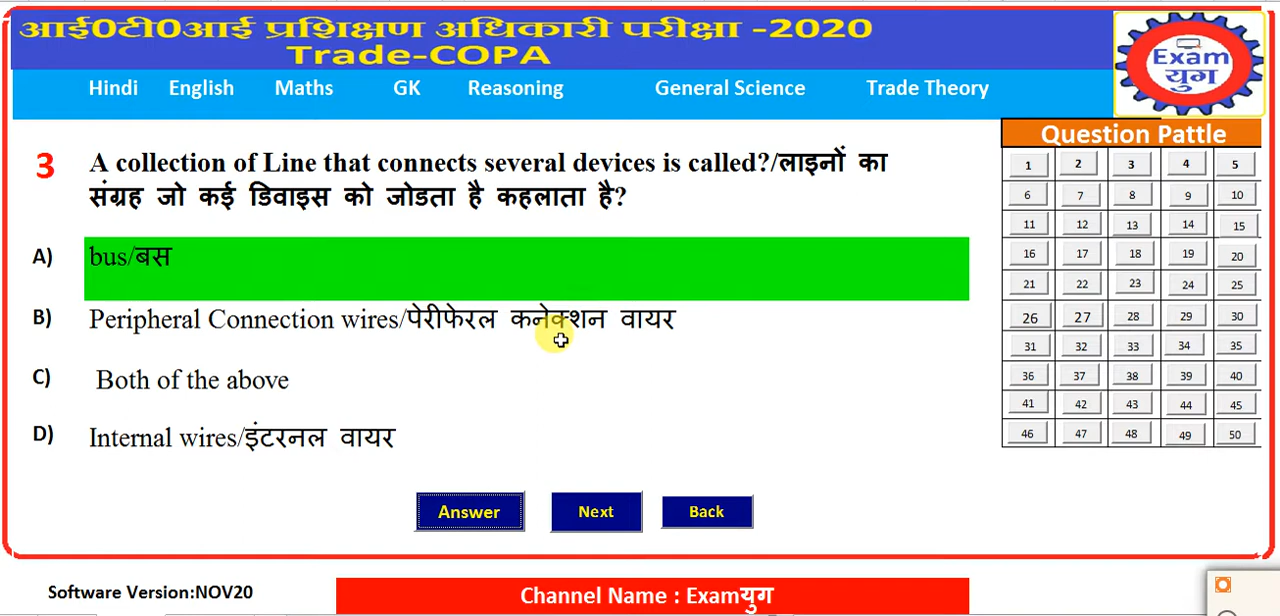 आई0टी0आई प्रशिक्षण अधिकारी परीक्षा -2020
Trade-COPA
Exam
युग
Hindi English Maths GK Reasoning General Science Trade Theory
Question Pattle
3 A collection of Line that connects several devices is called?/लाइनों का
संग्रह जो कई डिवाइस को जोडता है कहलाता है?
A) bus/बस
B) Peripheral Connection wires/पेरीफेरल कनेक्शन वायर
C) Both of the above
D) Internal wires/इंटरनल वायर
1 2 3 4 5
6 7 8 9 10
11 12 13 14 15
16 17 18 19 20
21 22 23 24 25
26 27 28 29 30
31 32 33 34 35
36 37 38 39 40
41 42 43 44 45
46 47 48 49 50
Answer Next Back
Software Version:NOV20
Channel Name : Examयुग